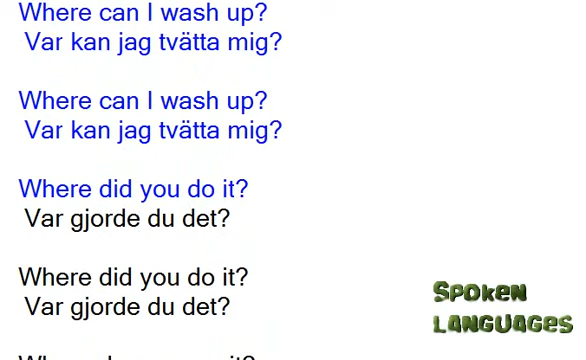 Where can I wash up?
Var kan jag tvätta mig?
Where can I wash up?
Var kan jag tvätta mig?
Where did you do it?
Var gjorde du det?
Where did you do it?
Var gjorde du det?
Spoken
Languages